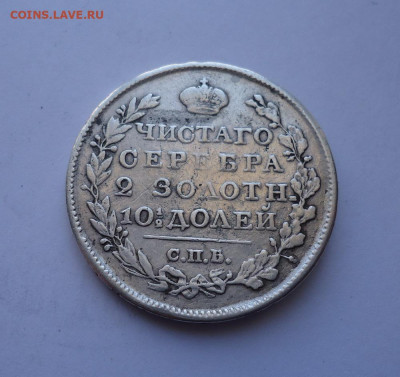 COINS.LAVE.RU
ЧИСТАГО
СЕРЕБРА
2 ЗОЛОТН.
10½ ДОЛЕЙ
С.П.Б.